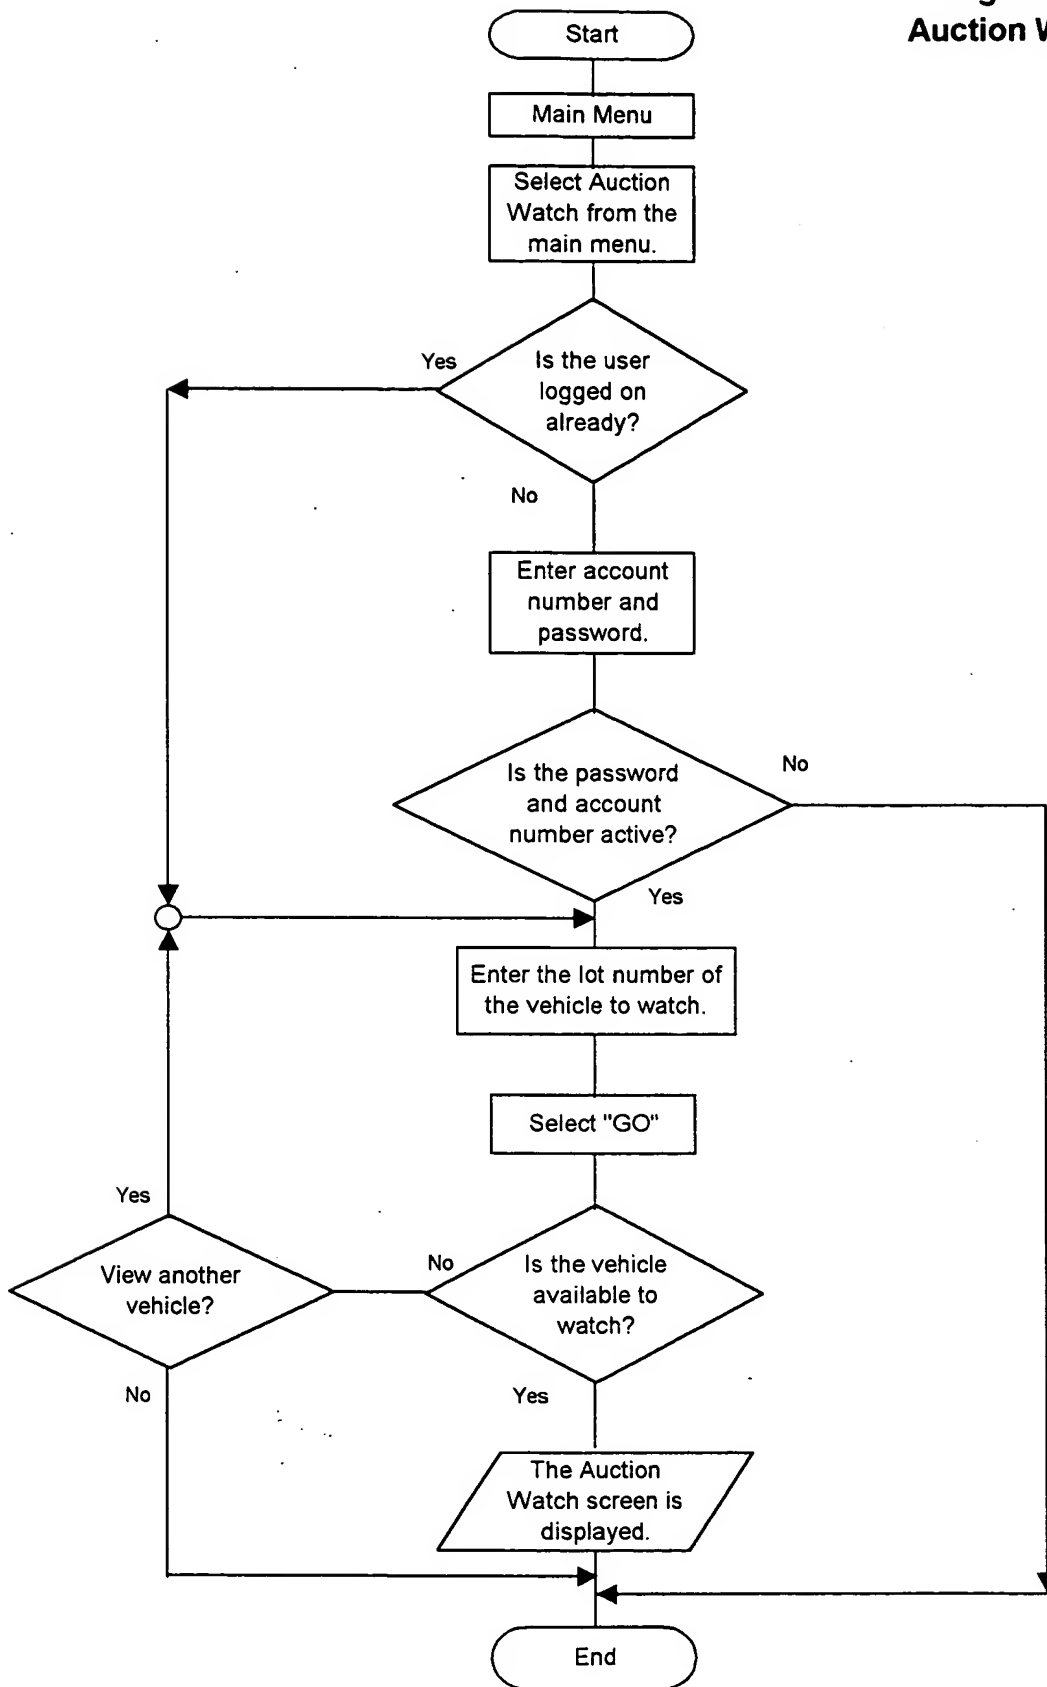 Auction
Start
Main Menu
Select Auction
Watch from the
main menu.
Yes
Is the user
logged on
already?
No
Enter account
number and
password.
No
Is the password
and account
number active?
Yes
Enter the lot number of
the vehicle to watch.
Select "GO"
Yes
View another
vehicle?
No
No
Is the vehicle
available to
watch?
Yes
The Auction
Watch screen is
displayed.
End